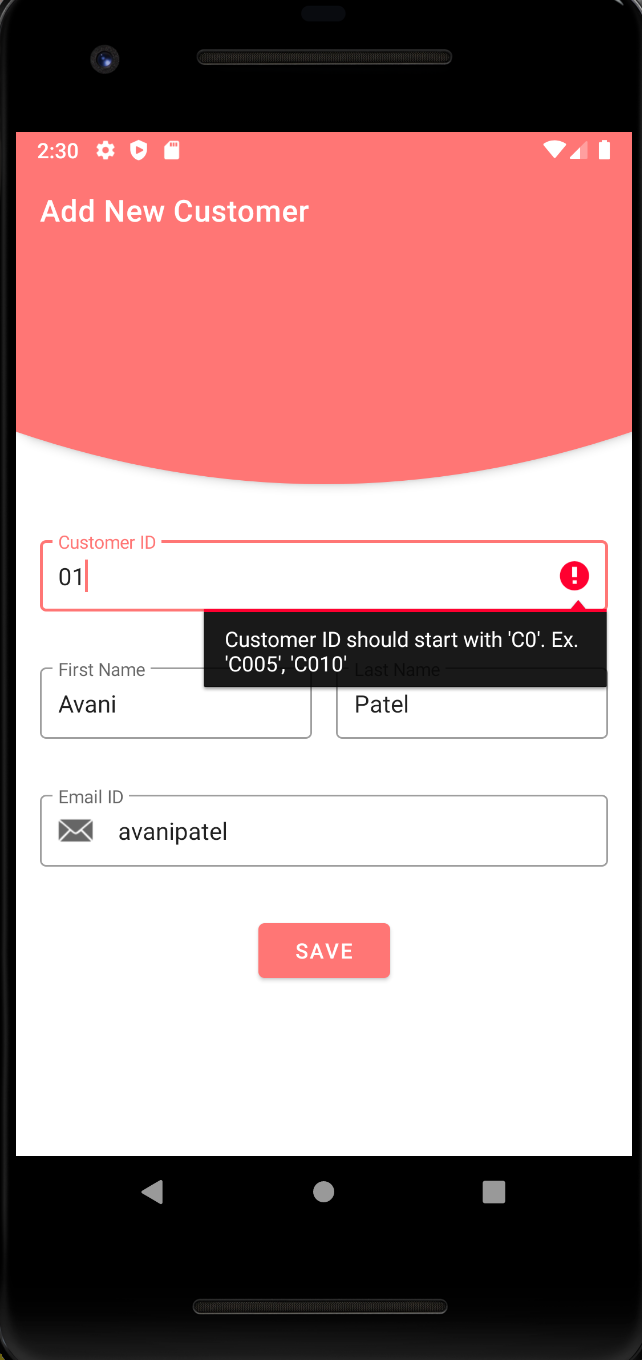 2:30
Add New Customer
Customer ID
01
Customer ID should start with 'C0'. Ex.
'C005', 'C010'
First Name
Last Name
Avani
Patel
Email ID
avanipatel
SAVE